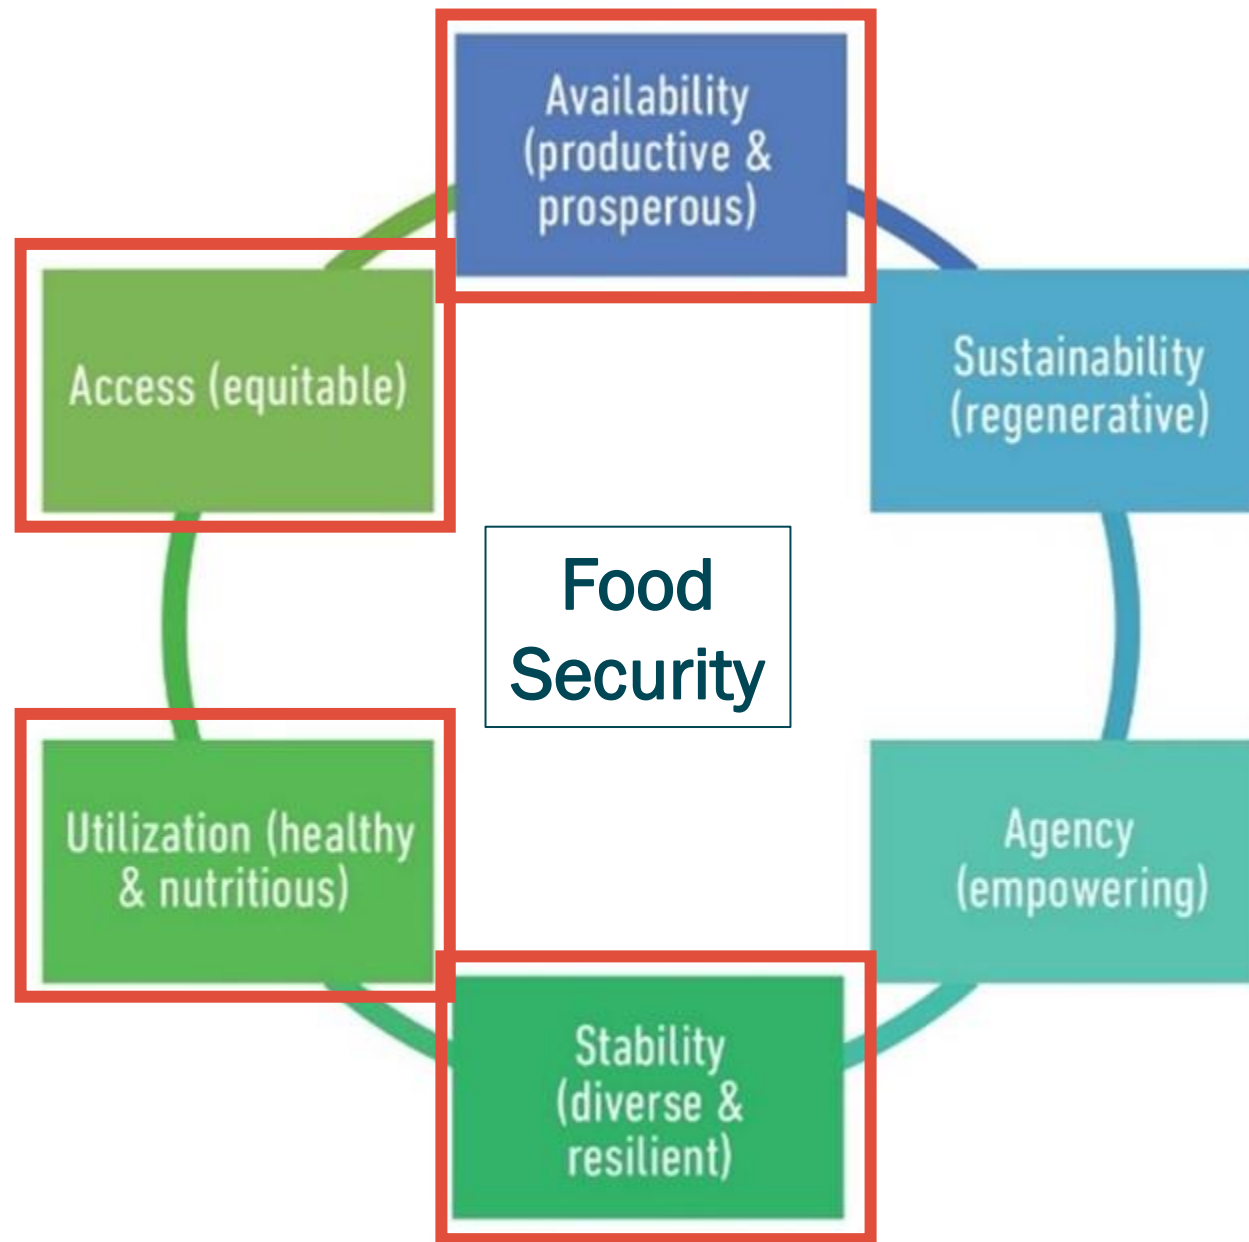 Availability
(productive &
prosperous)
Sustainability
(regenerative)
Agency
(empowering)
Stability
(diverse &
resilient)
Utilization (healthy
& nutritious)
Access (equitable)
Food
Security